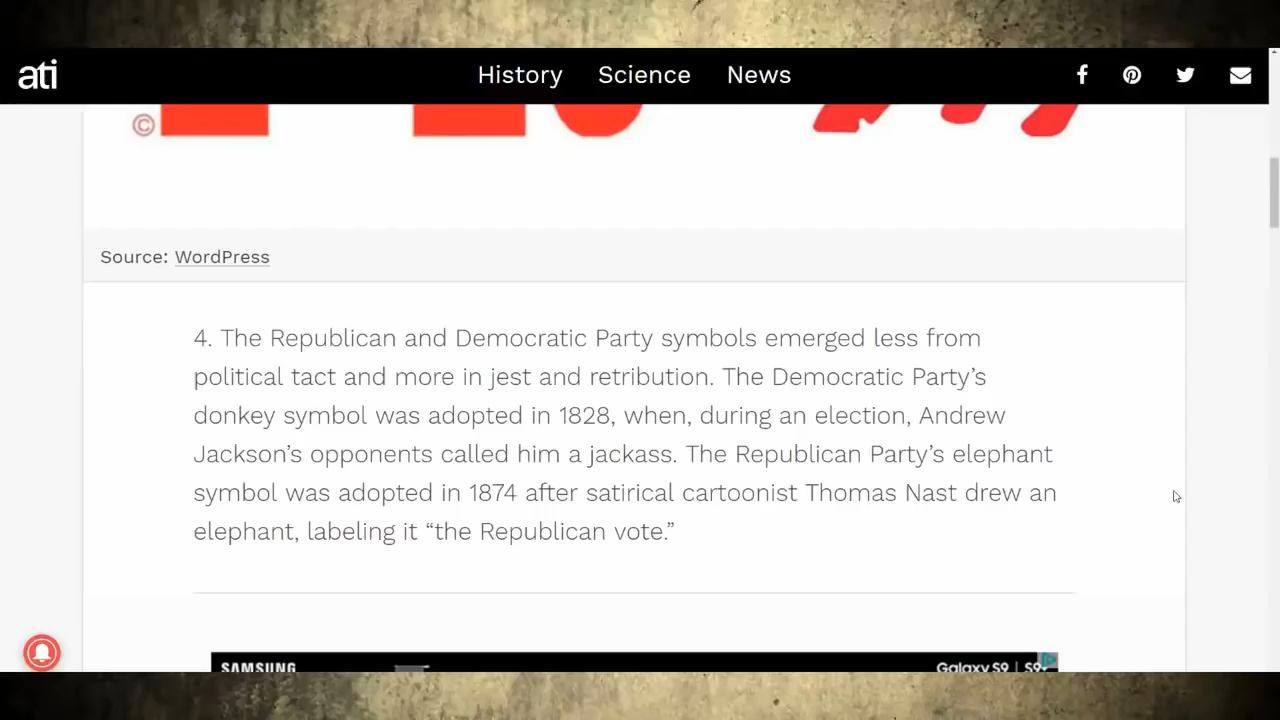 ati
History Science News
©
Source: WordPress
4. The Republican and Democratic Party symbols emerged less from
political tact and more in jest and retribution. The Democratic Party’s
donkey symbol was adopted in 1828, when, during an election, Andrew
Jackson’s opponents called him a jackass. The Republican Party’s elephant
symbol was adopted in 1874 after satirical cartoonist Thomas Nast drew an
elephant, labeling it “the Republican vote.”
SAMSUNG
Galaxy S9 | S9+